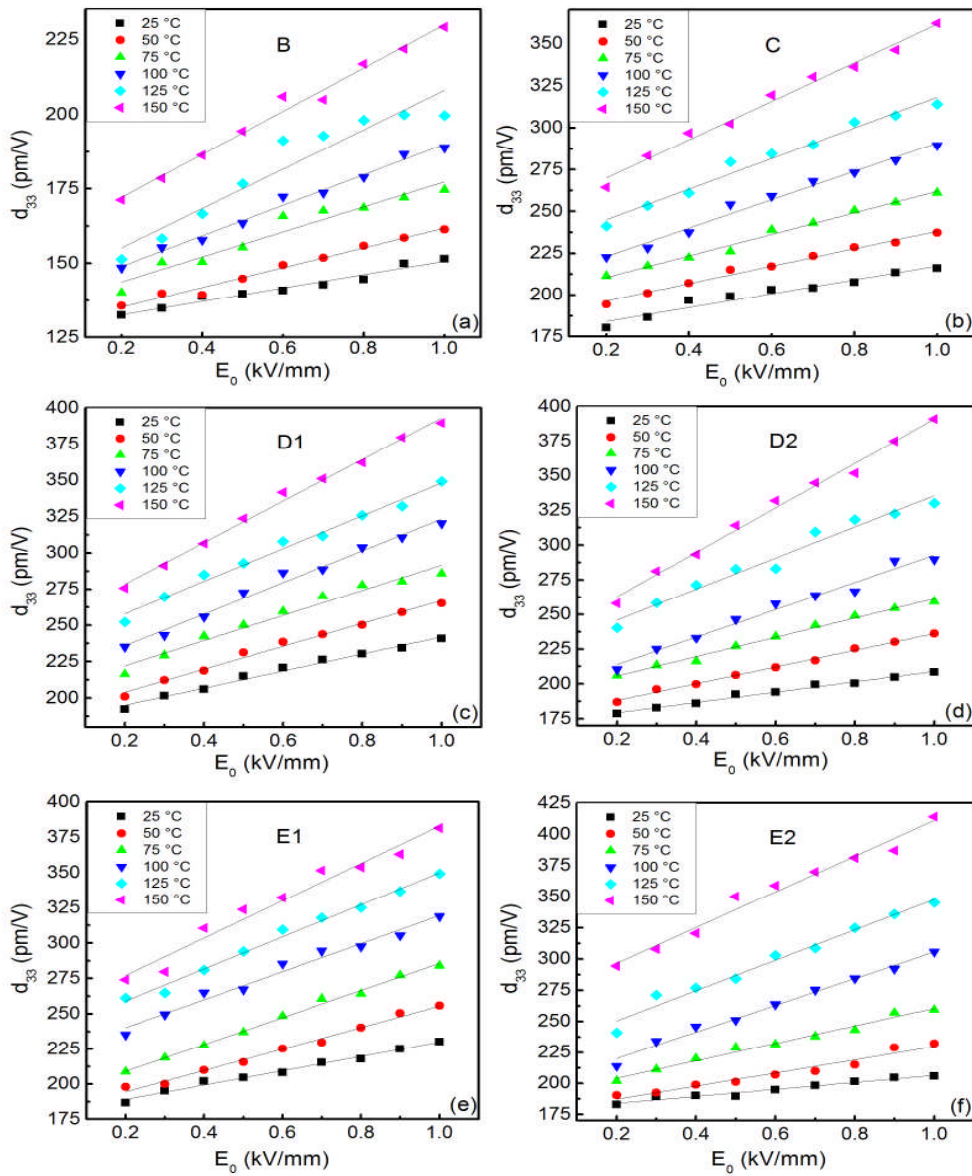 B
25 °C
50 °C
75 °C
100 °C
125 °C
150 °C
225
200
175
150
125
d33 (pm/V)
0.2 0.4 0.6 0.8 1.0
E0 (kV/mm)
(a)
C
25 °C
50 °C
75 °C
100 °C
125 °C
150 °C
350
325
300
275
250
225
200
175
d33 (pm/V)
0.2 0.4 0.6 0.8 1.0
E0 (kV/mm)
(b)
D1
25 °C
50 °C
75 °C
100 °C
125 °C
150 °C
400
375
350
325
300
275
250
225
200
d33 (pm/V)
0.2 0.4 0.6 0.8 1.0
E0 (kV/mm)
(c)
D2
25 °C
50 °C
75 °C
100 °C
125 °C
150 °C
400
375
350
325
300
275
250
225
200
175
d33 (pm/V)
0.2 0.4 0.6 0.8 1.0
E0 (kV/mm)
(d)
E1
25 °C
50 °C
75 °C
100 °C
125 °C
150 °C
400
375
350
325
300
275
250
225
200
175
d33 (pm/V)
0.2 0.4 0.6 0.8 1.0
E0 (kV/mm)
(e)
E2
25 °C
50 °C
75 °C
100 °C
125 °C
150 °C
425
400
375
350
325
300
275
250
225
200
175
d33 (pm/V)
0.2 0.4 0.6 0.8 1.0
E0 (kV/mm)
(f)